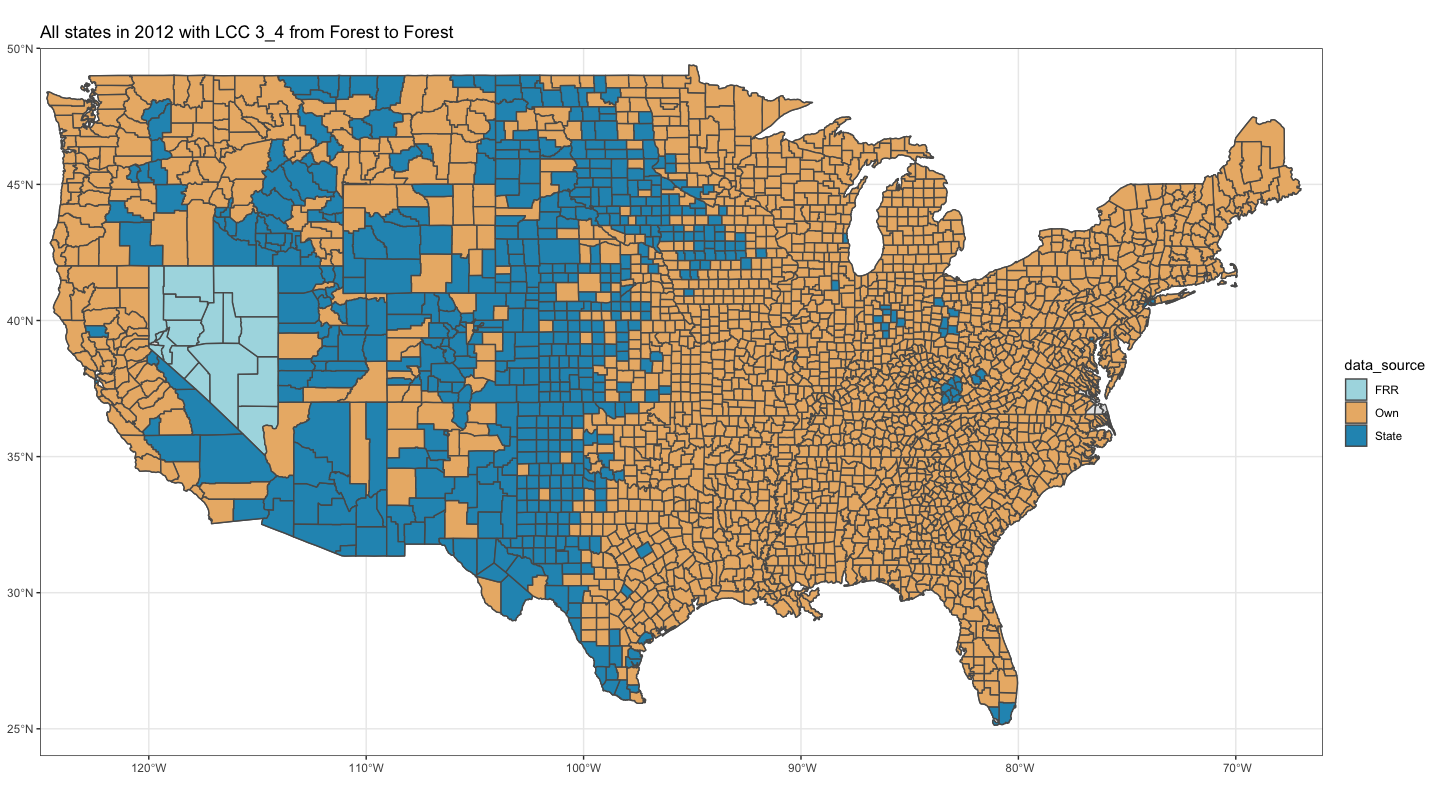 All states in 2012 with LCC 3_4 from Forest to Forest
50°N
45°N
40°N
35°N
30°N
25°N
120°W
110°W
100°W
90°W
80°W
70°W
data_source
FRR
Own
State